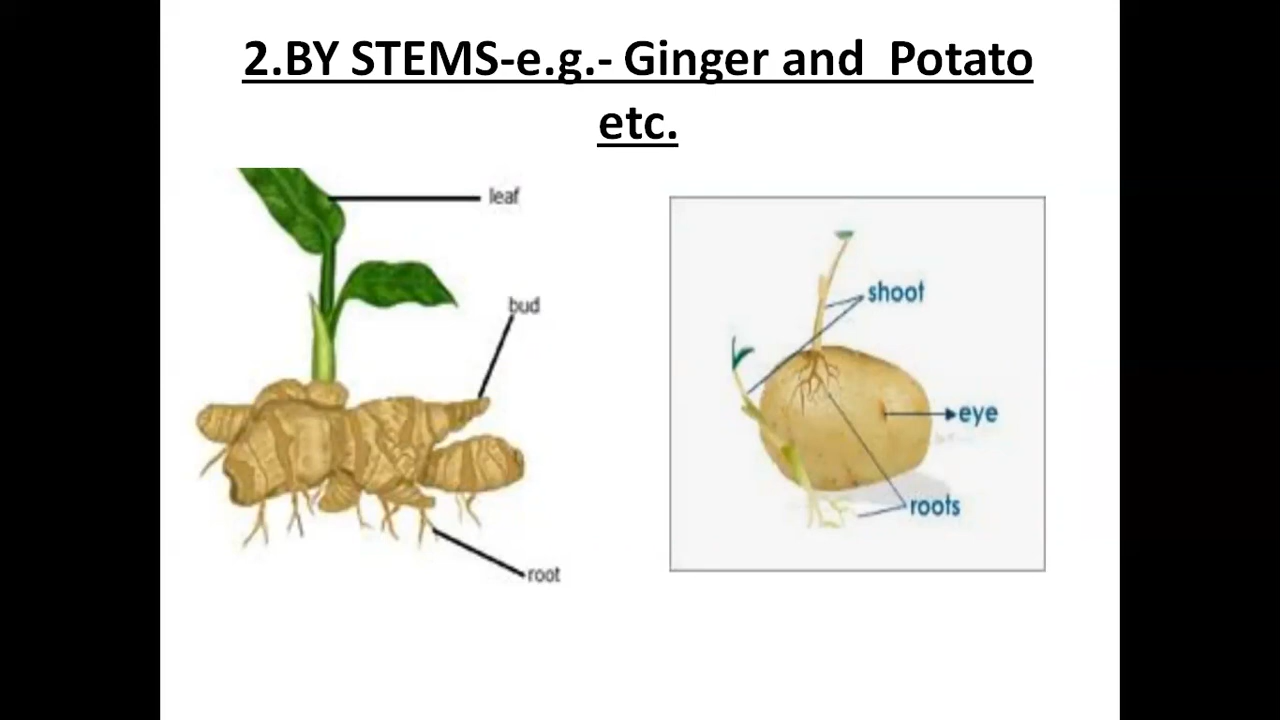 2.BY STEMS-e.g.- Ginger and  Potato
etc.
leaf
bud
root
shoot
eye
roots